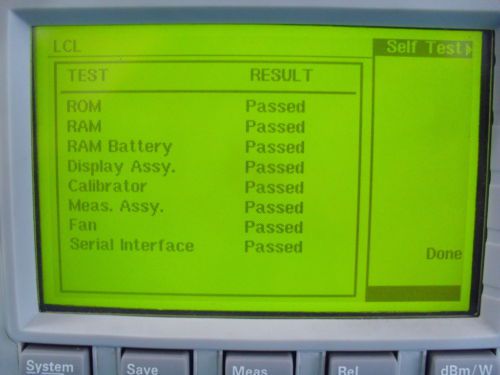 LCL Self Test
TEST RESULT
ROM Passed
RAM Passed
RAM Battery Passed
Display Assy. Passed
Calibrator Passed
Meas. Assy. Passed
Fan Passed
Serial Interface Passed
Done
System Save Meas Rel dBm/W